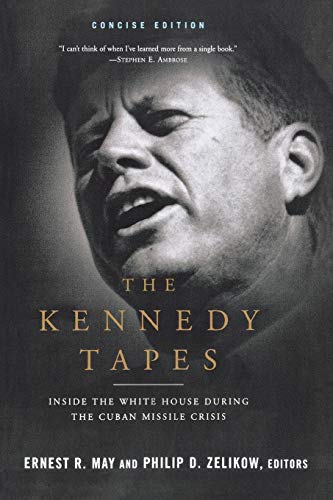 CONCISE EDITION
"I can't think of when I've learned more from a single book."
—STEPHEN E. AMBROSE
THE
KENNEDY
TAPES
INSIDE THE WHITE HOUSE DURING
THE CUBAN MISSILE CRISIS
ERNEST R. MAY AND PHILIP D. ZELIKOW, EDITORS